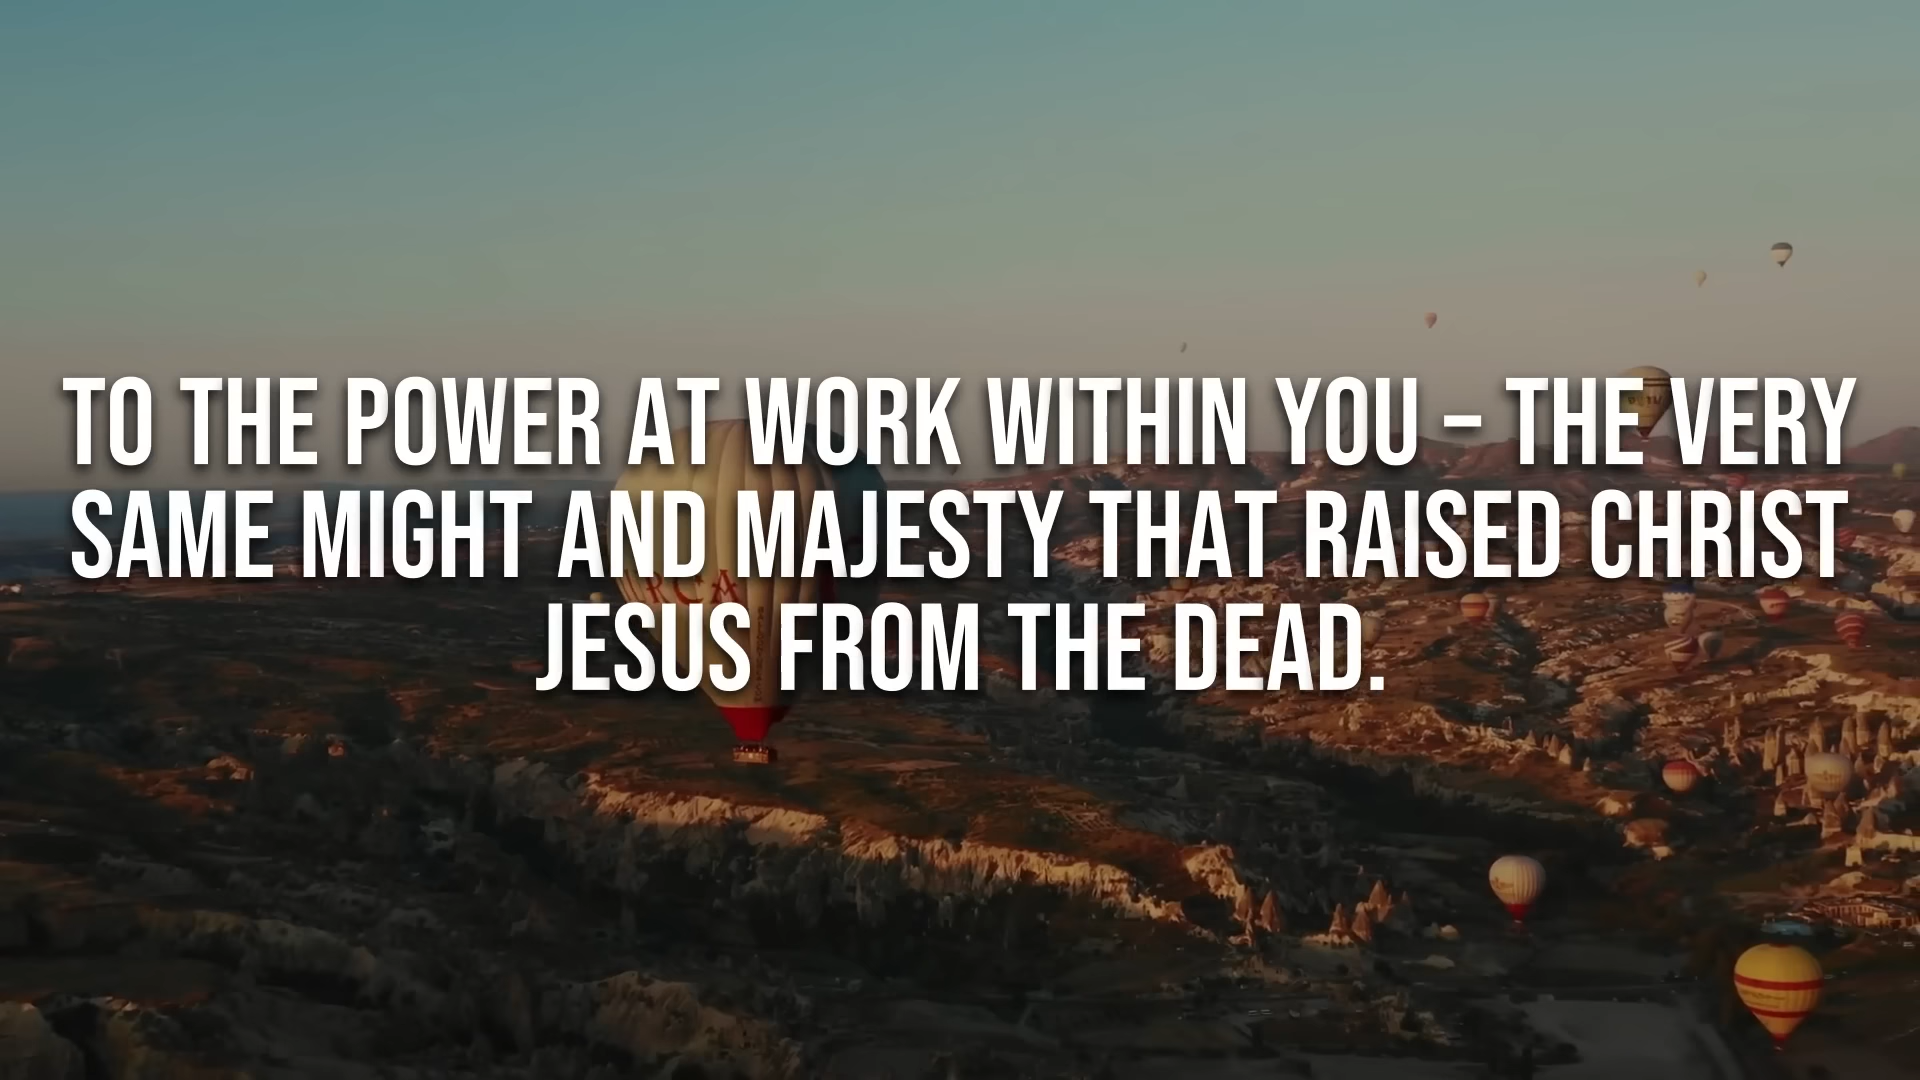 TO THE POWER AT WORK WITHIN YOU – THE VERY
SAME MIGHT AND MAJESTY THAT RAISED CHRIST
JESUS FROM THE DEAD.